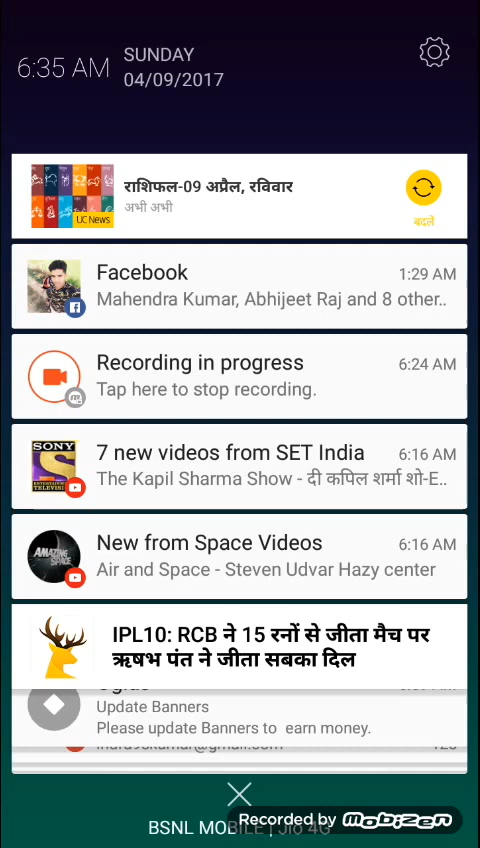 6:35 AM
SUNDAY
04/09/2017
राशिफल-09 अप्रैल, रविवार
अभी अभी
UC News
बदलें
Facebook
1:29 AM
Mahendra Kumar, Abhijeet Raj and 8 other..
Recording in progress
6:24 AM
Tap here to stop recording.
SONY
ENTERTAINMENT
TELEVISION
7 new videos from SET India
6:16 AM
The Kapil Sharma Show - दी कपिल शर्मा शो-E..
AMAZING
SPACE
New from Space Videos
6:16 AM
Air and Space - Steven Udvar Hazy center
IPL10: RCB ने 15 रनों से जीता मैच पर
ऋषभ पंत ने जीता सबका दिल
Update Banners
Please update Banners to earn money.
BSNL MOBILE | Jio 4G
Recorded by Mobizen